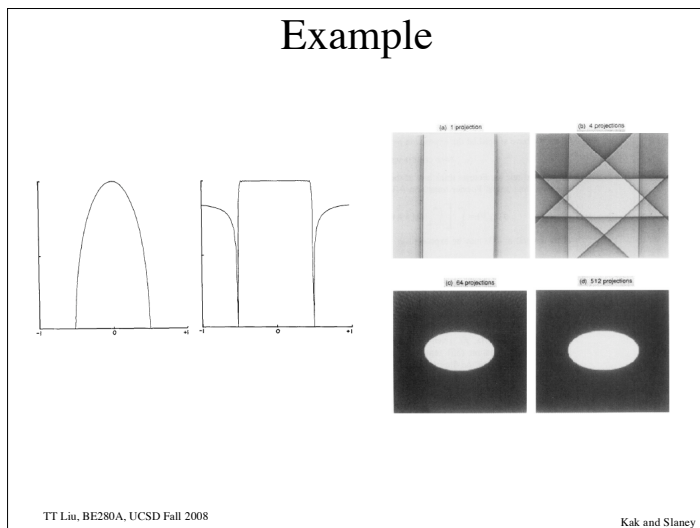 Example
(a) 1 projection
(b) 4 projections
-1 0 +1
-1 0 +1
(c) 64 projections
(d) 512 projections
TT Liu, BE280A, UCSD Fall 2008
Kak and Slaney